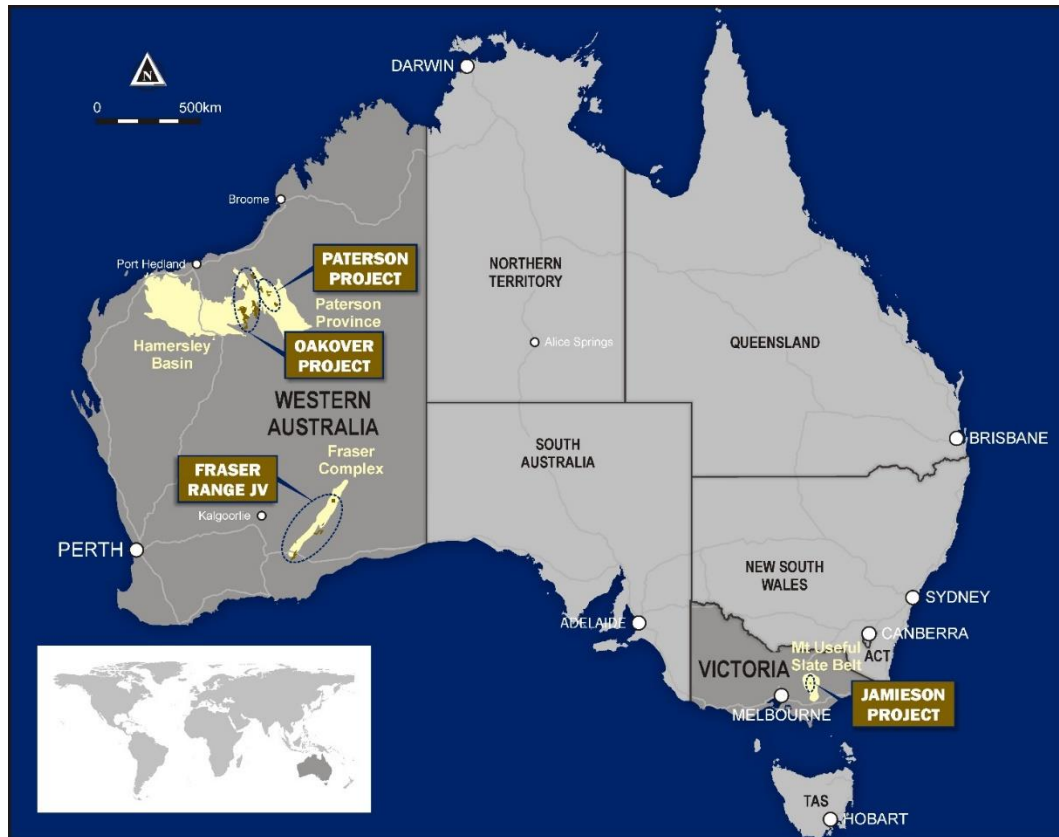 N
0 500km
DARWIN
Broome
Port Hedland
PATERSON
PROJECT
Paterson
Province
Hamersley
Basin
OAKOVER
PROJECT
WESTERN
AUSTRALIA
Fraser
Complex
FRASER
RANGE JV
Kalgoorlie
PERTH
NORTHERN
TERRITORY
Alice Springs
QUEENSLAND
SOUTH
AUSTRALIA
BRISBANE
NEW SOUTH
WALES
SYDNEY
ADELAIDE
CANBERRA
ACT
Mt Useful
Slate Belt
VICTORIA
MELBOURNE
JAMIESON
PROJECT
TAS
HOBART